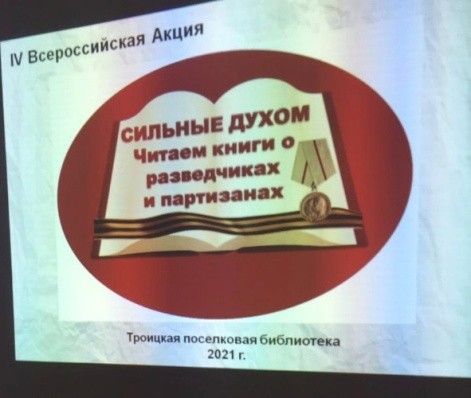 IV Всероссийская Акция
СИЛЬНЫЕ ДУХОМ
Читаем книги о
разведчиках
и партизанах
Троицкая поселковая библиотека
2021 г.